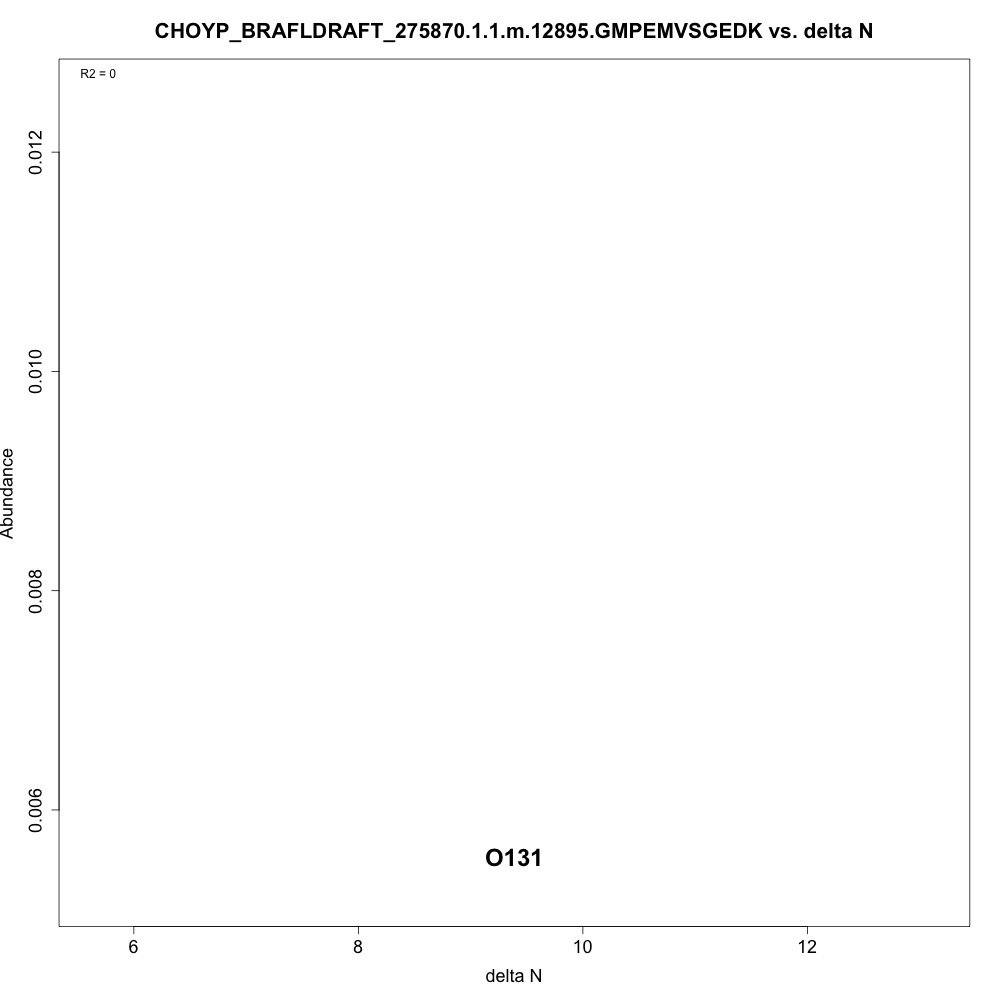 CHOYP_BRAFLDRAFT_275870.1.1.m.12895.GMPEMVSGEDK vs. delta N
R2 = 0
0.012
0.010
Abundance
0.008
0.006
O131
6 8 10 12
delta N